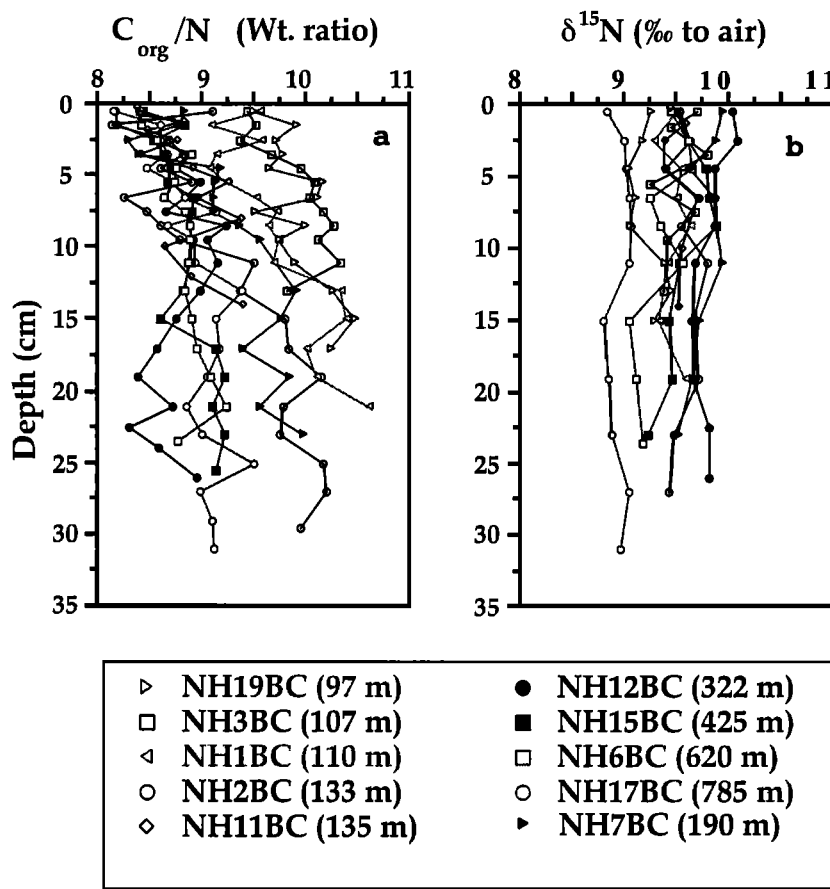 C org /N (Wt. ratio)
8 9 10 11
0
5
10
15
20
25
30
35
Depth (cm)
a
δ15N (‰ to air)
8 9 10 11
0
5
10
15
20
25
30
35
b
NH19BC (97 m)
NH3BC (107 m)
NH1BC (110 m)
NH2BC (133 m)
NH11BC (135 m)
NH12BC (322 m)
NH15BC (425 m)
NH6BC (620 m)
NH17BC (785 m)
NH7BC (190 m)